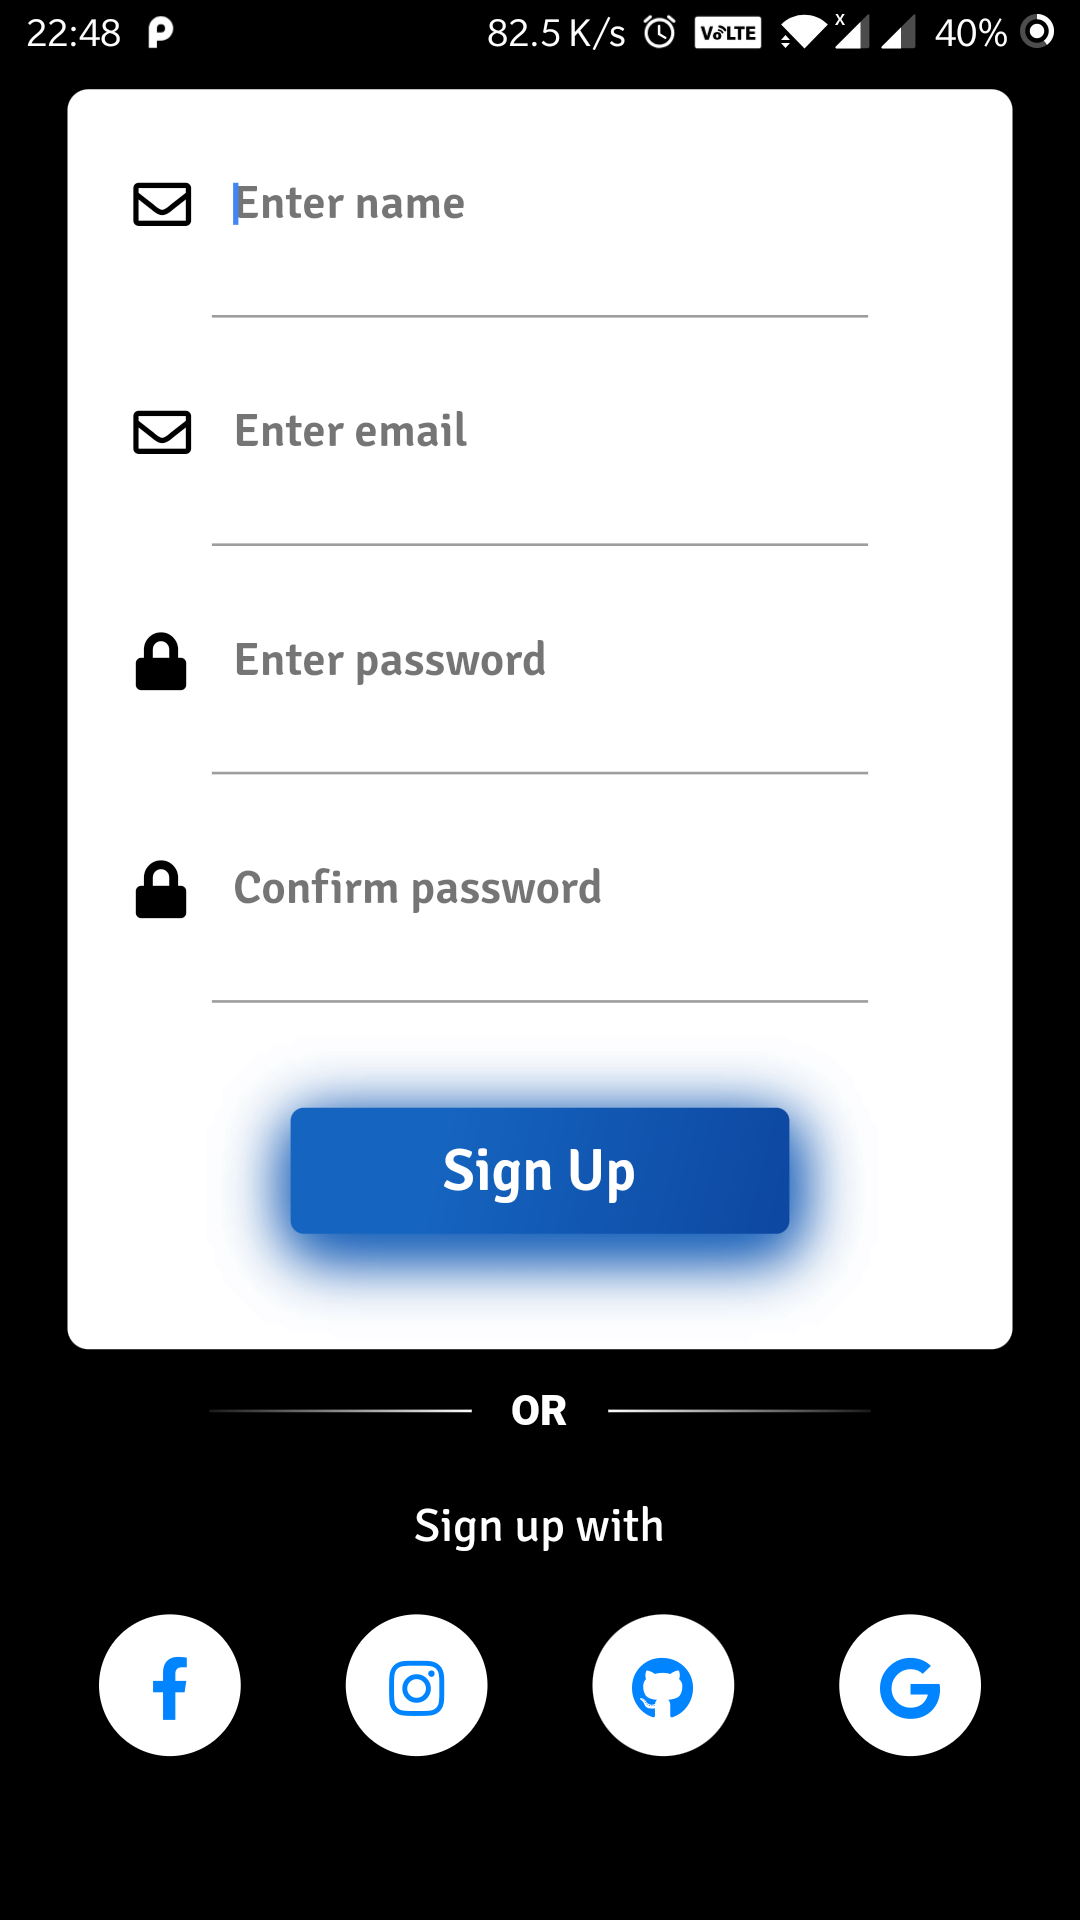 22:48 82.5 K/s VoLTE X 40%
Enter name
Enter email
Enter password
Confirm password
Sign Up
OR
Sign up with